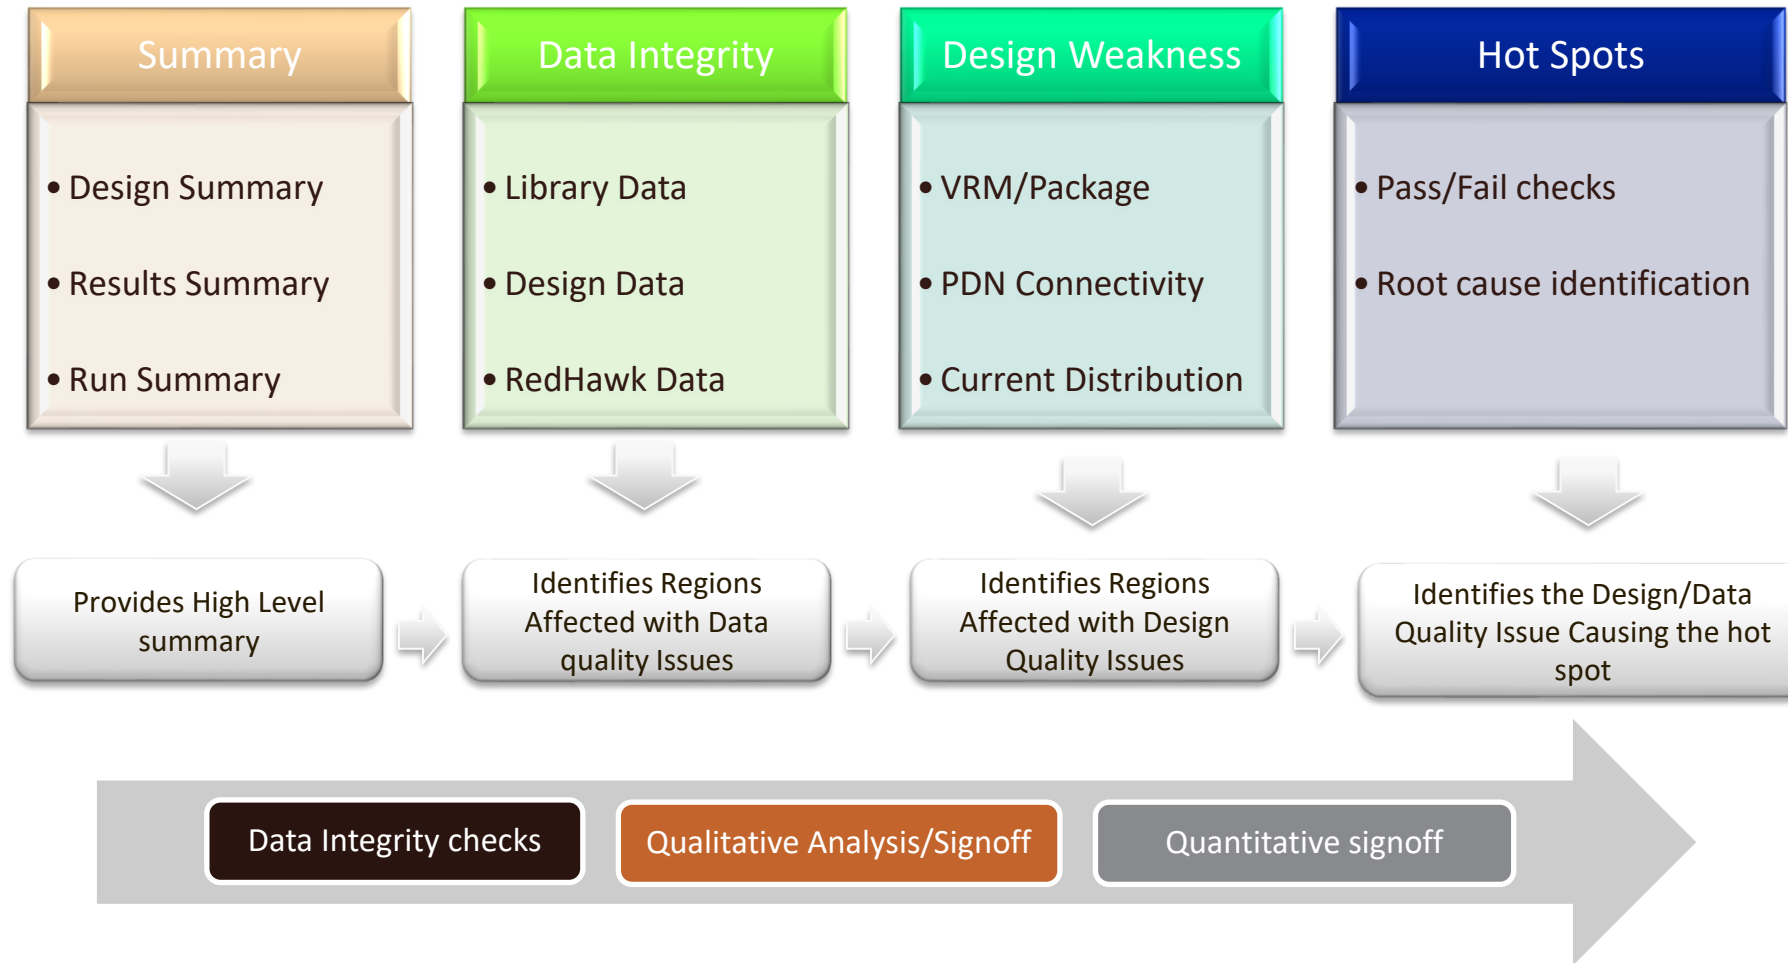 Summary
• Design Summary
• Results Summary
• Run Summary
Data Integrity
• Library Data
• Design Data
• RedHawk Data
Design Weakness
• VRM/Package
• PDN Connectivity
• Current Distribution
Hot Spots
• Pass/Fail checks
• Root cause identification
Provides High Level
summary
Identifies Regions
Affected with Data
quality Issues
Identifies Regions
Affected with Design
Quality Issues
Identifies the Design/Data
Quality Issue Causing the hot
spot
Data Integrity checks
Qualitative Analysis/Signoff
Quantitative signoff